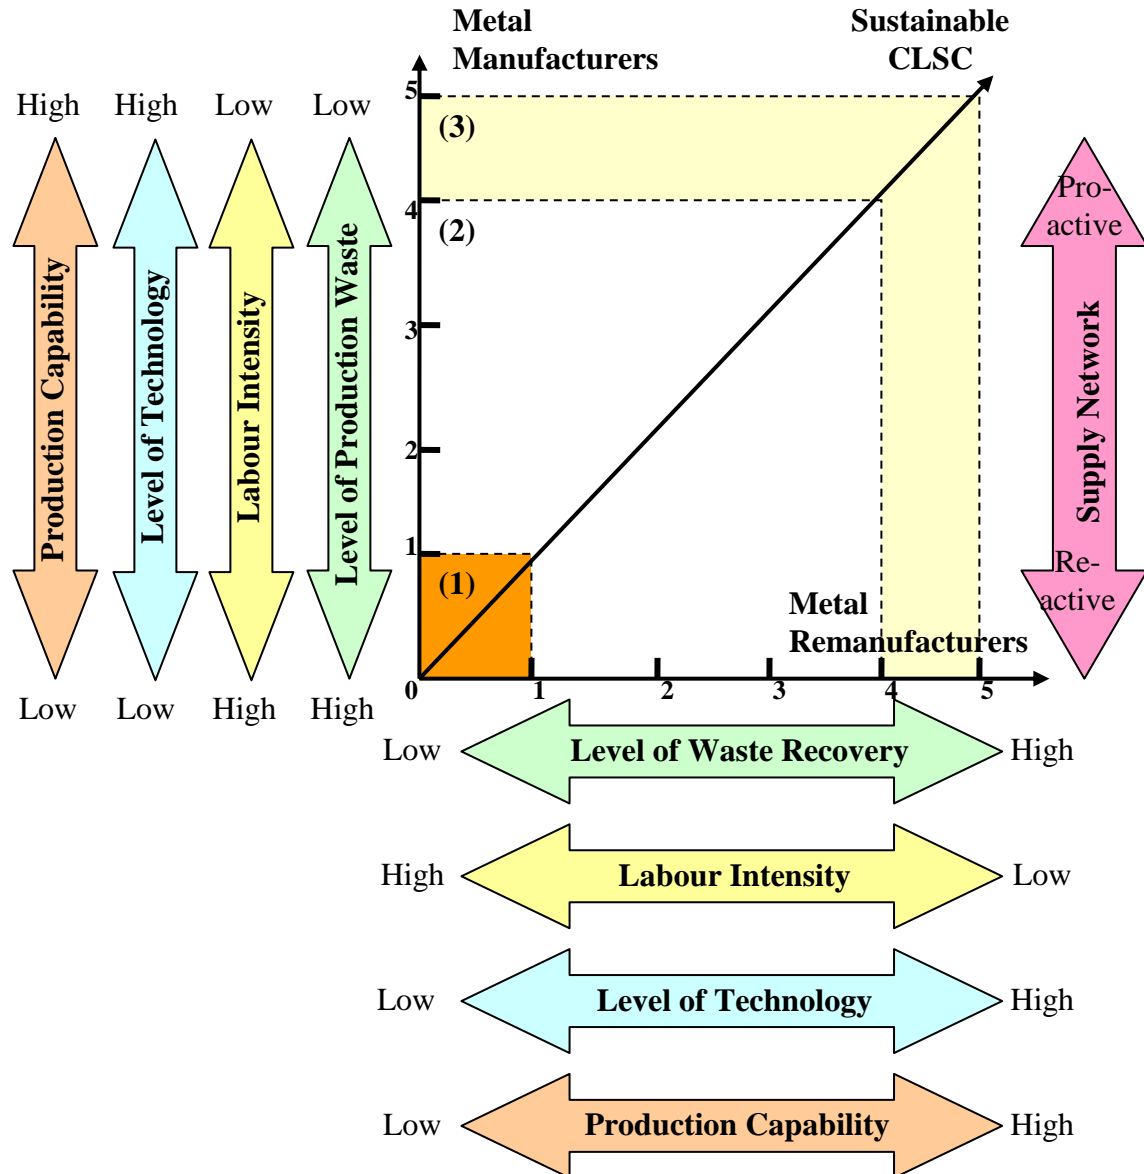 Metal
Manufacturers
Sustainable
CLSC
High
High
Low
Low
Production Capability
Level of Technology
Labour Intensity
Level of Production Waste
Low
Low
High
High
5
4
3
2
1
0
(3)
(2)
(1)
Metal
Remanufacturers
1
2
3
4
5
Pro-
active
Supply Network
Re-
active
Low
Level of Waste Recovery
High
High
Labour Intensity
Low
Low
Level of Technology
High
Low
Production Capability
High